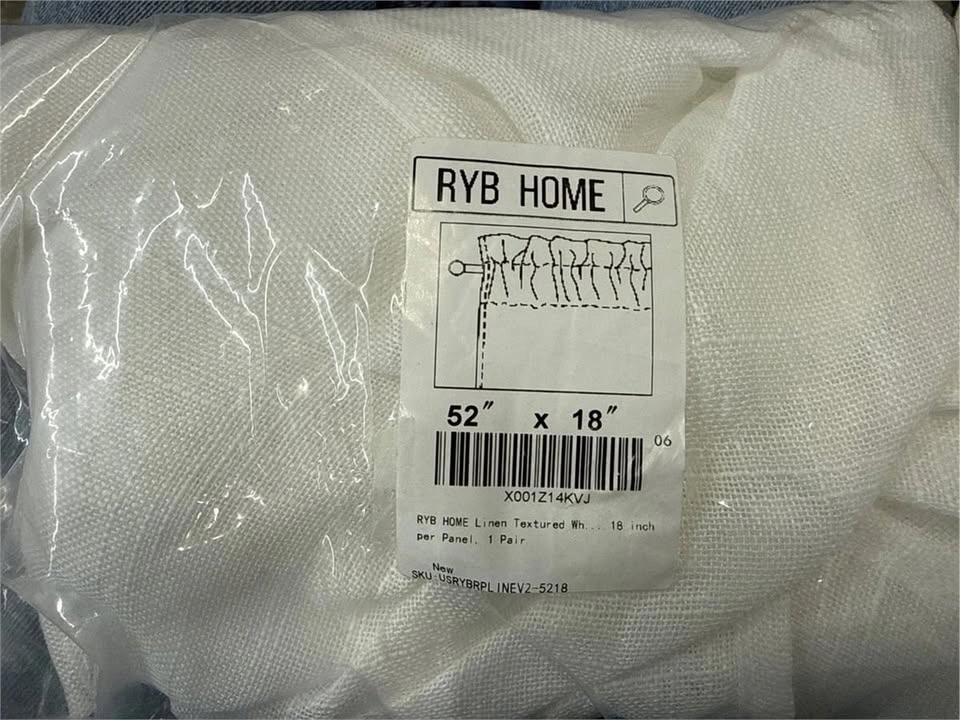 RYB HOME
52" x 18"
06
X001Z14KVJ
RYB HOME Linen Textured Wh... 18 inch
per Panel, 1 Pair
New
SKU:USRYBRPLINEV2-5218